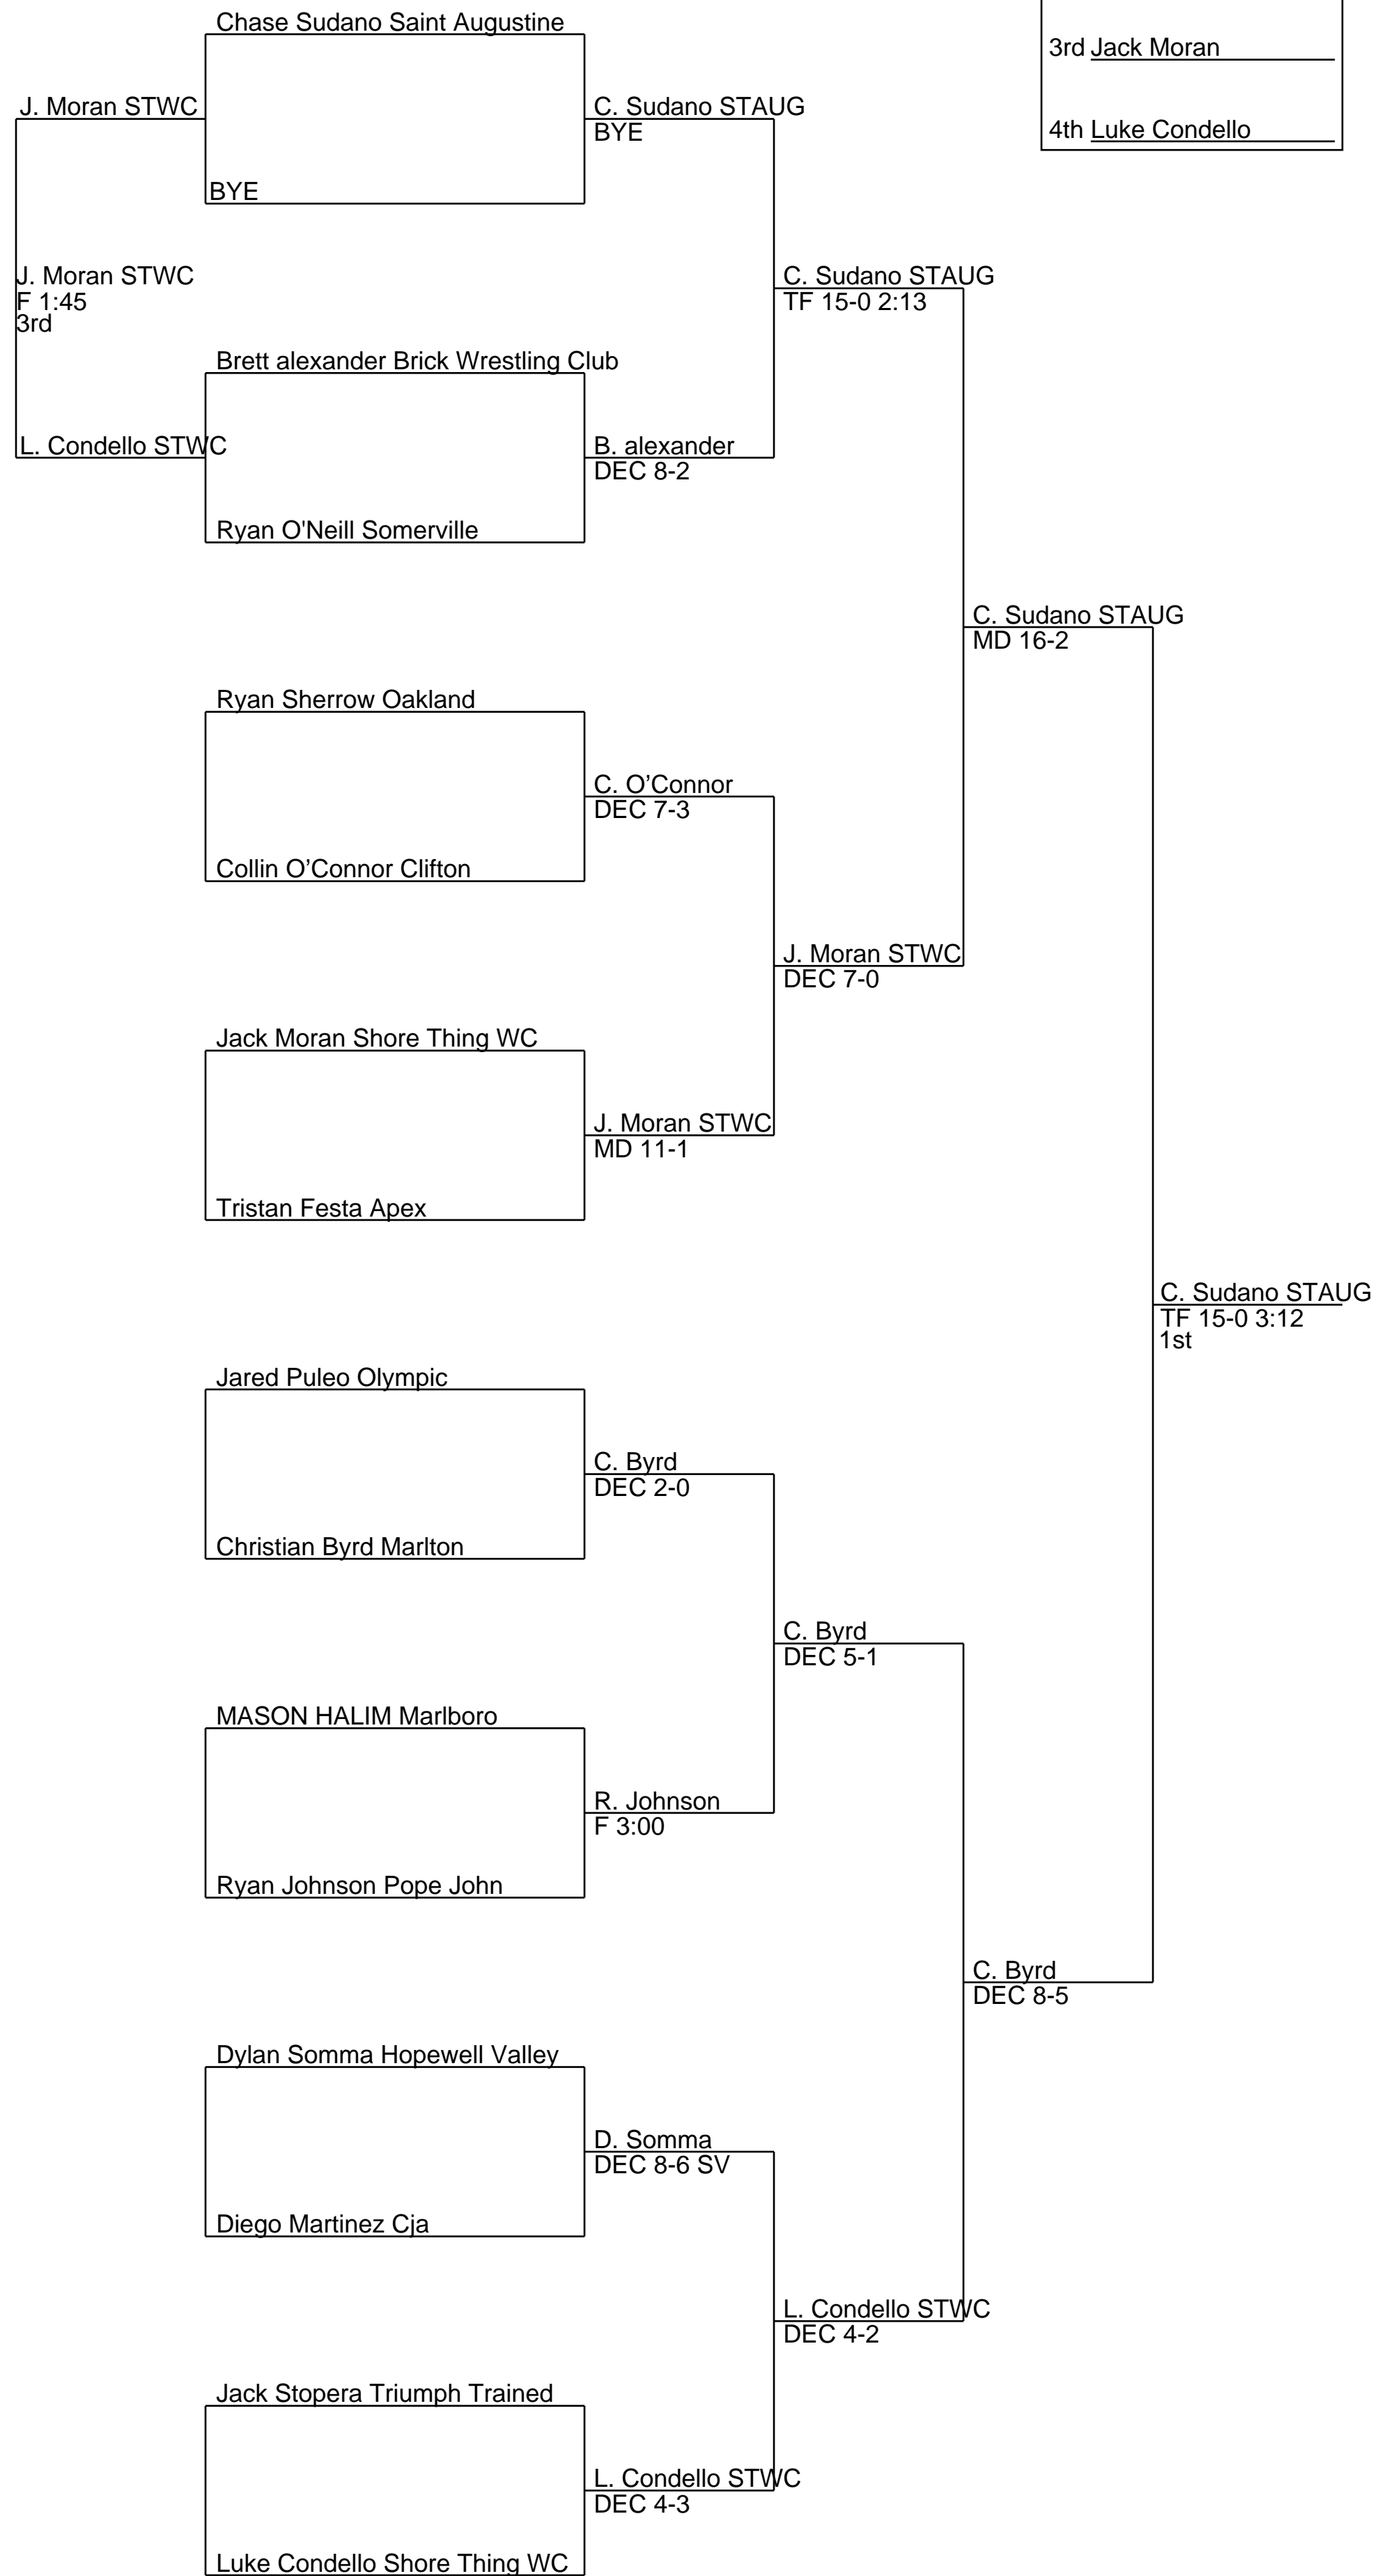 Chase Sudano Saint Augustine
3rd Jack Moran
J. Moran STWC
C. Sudano STAUG
BYE
4th Luke Condello
BYE
J. Moran STWC
F 1:45
3rd
C. Sudano STAUG
TF 15-0 2:13
Brett alexander Brick Wrestling Club
L. Condello STWC
B. alexander
DEC 8-2
Ryan O'Neill Somerville
C. Sudano STAUG
MD 16-2
Ryan Sherrow Oakland
C. O’Connor
DEC 7-3
Collin O’Connor Clifton
J. Moran STWC
DEC 7-0
Jack Moran Shore Thing WC
J. Moran STWC
MD 11-1
Tristan Festa Apex
C. Sudano STAUG
TF 15-0 3:12
1st
Jared Puleo Olympic
C. Byrd
DEC 2-0
Christian Byrd Marlton
C. Byrd
DEC 5-1
MASON HALIM Marlboro
R. Johnson
F 3:00
Ryan Johnson Pope John
C. Byrd
DEC 8-5
Dylan Somma Hopewell Valley
D. Somma
DEC 8-6 SV
Diego Martinez Cja
L. Condello STWC
DEC 4-2
Jack Stopera Triumph Trained
L. Condello STWC
DEC 4-3
Luke Condello Shore Thing WC